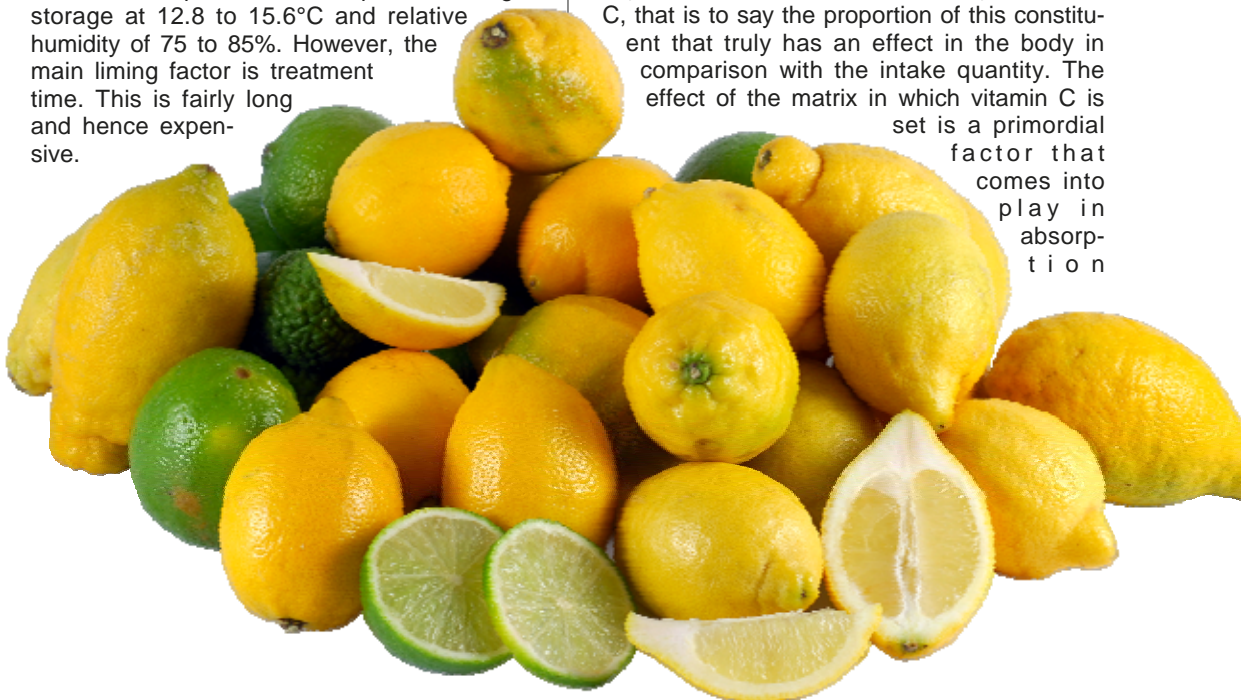 storage at 12.8 to 15.6°C and relative
humidity of 75 to 85%. However, the
main liming factor is treatment
time. This is fairly long
and hence expen-
sive.
C, that is to say the proportion of this constitu-
ent that truly has an effect in the body in
comparison with the intake quantity. The
effect of the matrix in which vitamin C is
set is a primordial
factor that
comes into
play in
absorp-
tion